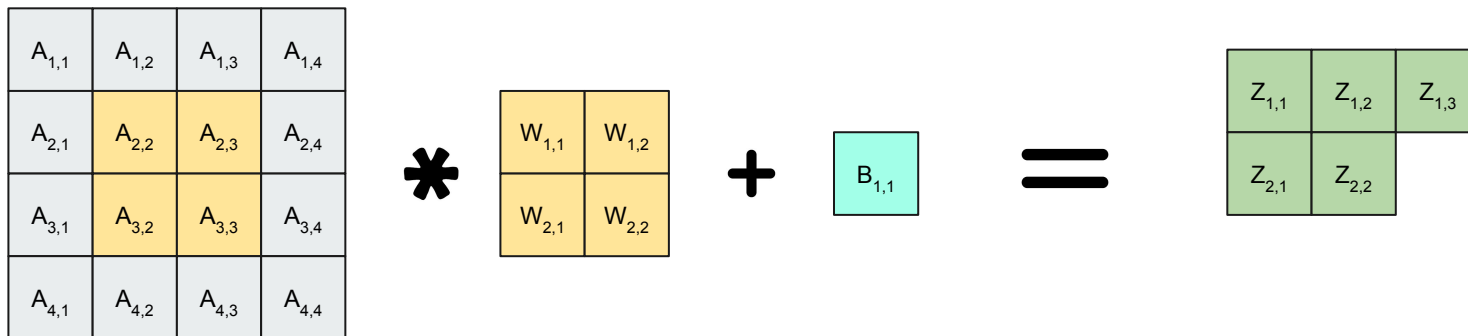 A1,1 A1,2 A1,3 A1,4
A2,1 A2,2 A2,3 A2,4
A3,1 A3,2 A3,3 A3,4
A4,1 A4,2 A4,3 A4,4
*
W1,1 W1,2
W2,1 W2,2
+
B1,1
=
Z1,1 Z1,2 Z1,3
Z2,1 Z2,2